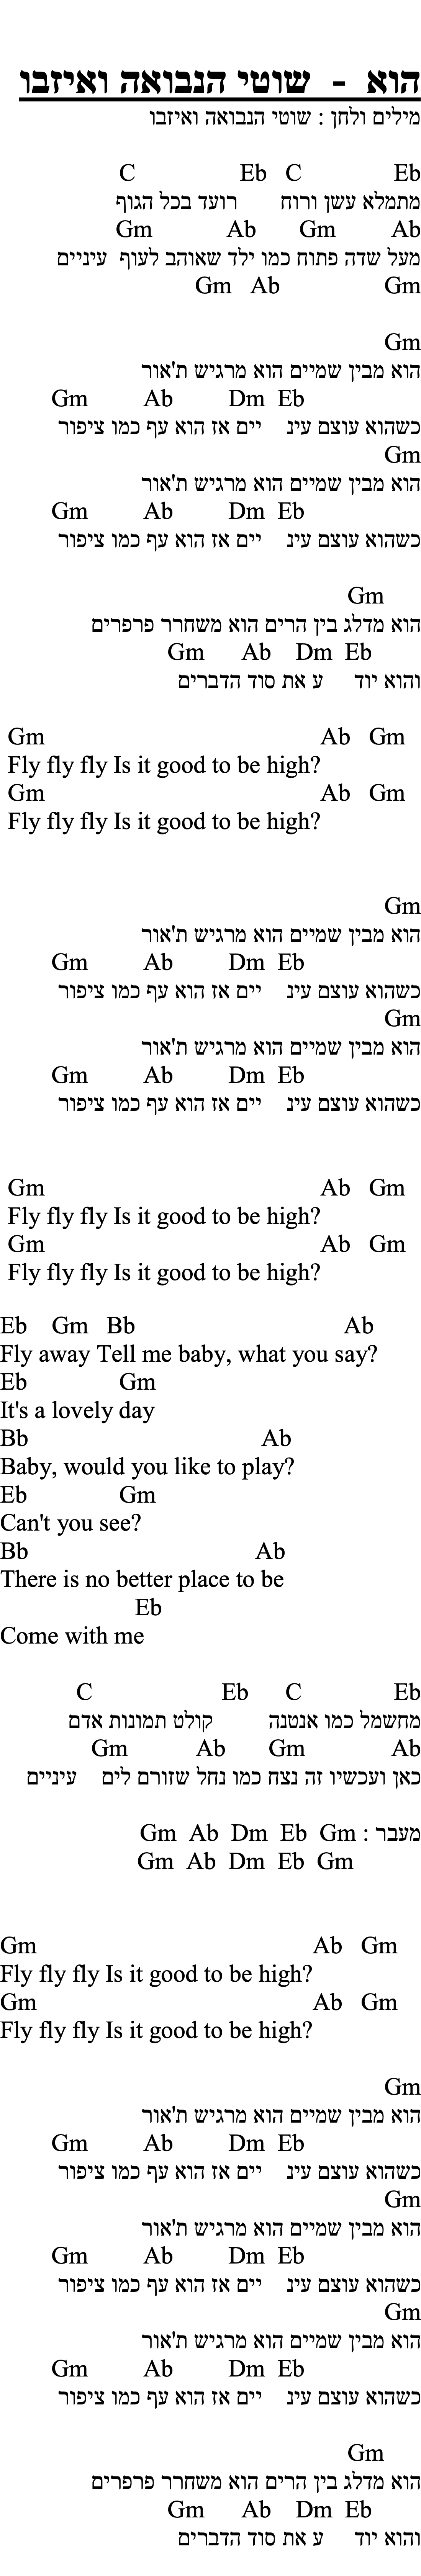 הוא - שוטי הנבואה ואיזבו
מילים ולחן : שוטי הנבואה ואיזבו
C Eb C Eb
מתמלא עשן ורוח רועד בכל הגוף
Gm Ab Gm Ab
מעל שדה פתוח כמו ילד שאוהב לעוף עיניים
Gm Ab Gm
Gm
הוא מבין שמיים הוא מרגיש ת'אור
Gm Ab Dm Eb
כשהוא עוצם עינ יים אז הוא עף כמו ציפור
Gm
הוא מבין שמיים הוא מרגיש ת'אור
Gm Ab Dm Eb
כשהוא עוצם עינ יים אז הוא עף כמו ציפור
Gm
הוא מדלג בין הרים הוא משחרר פרפרים
Gm Ab Dm Eb
והוא יוד ע את סוד הדברים
Gm Ab Gm
Fly fly fly Is it good to be high?
Gm Ab Gm
Fly fly fly Is it good to be high?
Gm
הוא מבין שמיים הוא מרגיש ת'אור
Gm Ab Dm Eb
כשהוא עוצם עינ יים אז הוא עף כמו ציפור
Gm
הוא מבין שמיים הוא מרגיש ת'אור
Gm Ab Dm Eb
כשהוא עוצם עינ יים אז הוא עף כמו ציפור
Gm Ab Gm
Fly fly fly Is it good to be high?
Gm Ab Gm
Fly fly fly Is it good to be high?
Eb Gm Bb Ab
Fly away Tell me baby, what you say?
Eb Gm
It's a lovely day
Bb Ab
Baby, would you like to play?
Eb Gm
Can't you see?
Bb Ab
There is no better place to be
Eb
Come with me
C Eb C Eb
מחשמל כמו אנטנה קולט תמונות אדם
Gm Ab Gm Ab
כאן ועכשיו זה נצח כמו נחל שזורם לים עיניים
מעבר : Gm Ab Dm Eb Gm
Gm Ab Dm Eb Gm
Gm Ab Gm
Fly fly fly Is it good to be high?
Gm Ab Gm
Fly fly fly Is it good to be high?
Gm
הוא מבין שמיים הוא מרגיש ת'אור
Gm Ab Dm Eb
כשהוא עוצם עינ יים אז הוא עף כמו ציפור
Gm
הוא מבין שמיים הוא מרגיש ת'אור
Gm Ab Dm Eb
כשהוא עוצם עינ יים אז הוא עף כמו ציפור
Gm
הוא מבין שמיים הוא מרגיש ת'אור
Gm Ab Dm Eb
כשהוא עוצם עינ יים אז הוא עף כמו ציפור
Gm
הוא מדלג בין הרים הוא משחרר פרפרים
Gm Ab Dm Eb
והוא יוד ע את סוד הדברים